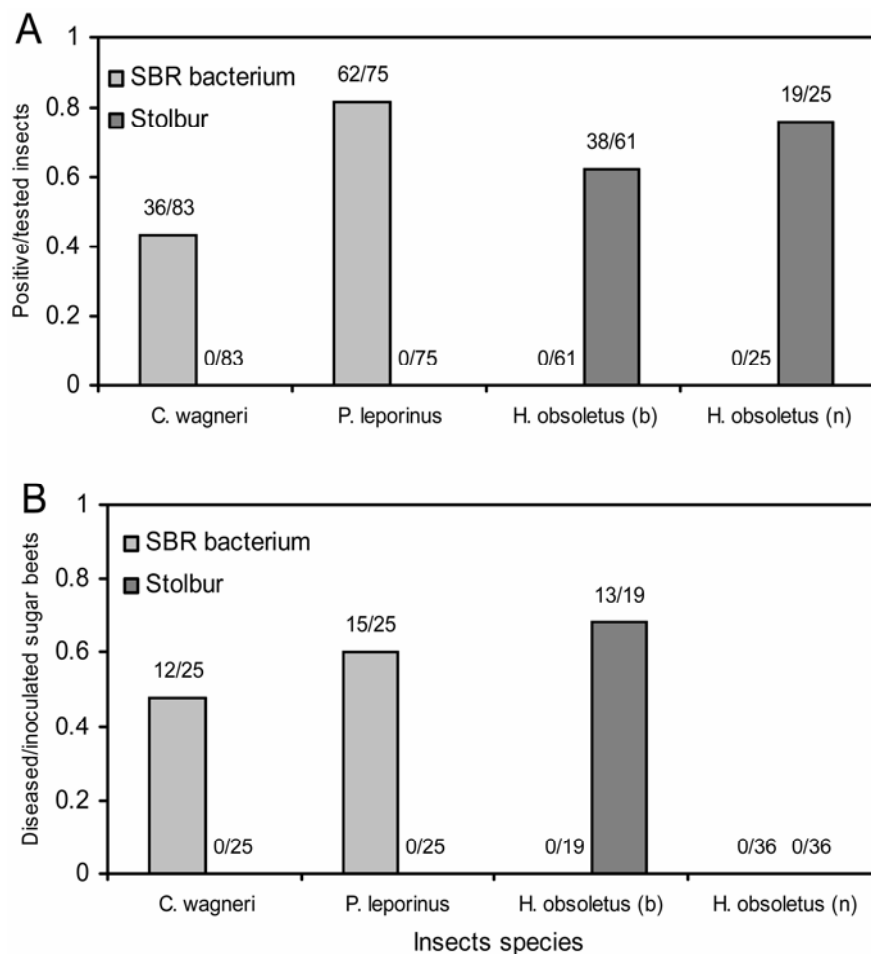 A
Positive/tested insects
1
0.8
0.6
0.4
0.2
0
SBR bacterium
Stolbur
36/83
0/83
62/75
0/75
0/61
38/61
0/25
19/25
C. wagneri
P. leporinus
H. obsoletus (b)
H. obsoletus (n)
B
Diseased/inoculated sugar beets
1
0.8
0.6
0.4
0.2
0
SBR bacterium
Stolbur
12/25
0/25
15/25
0/25
0/19
13/19
0/36
0/36
C. wagneri
P. leporinus
H. obsoletus (b)
H. obsoletus (n)
Insects species